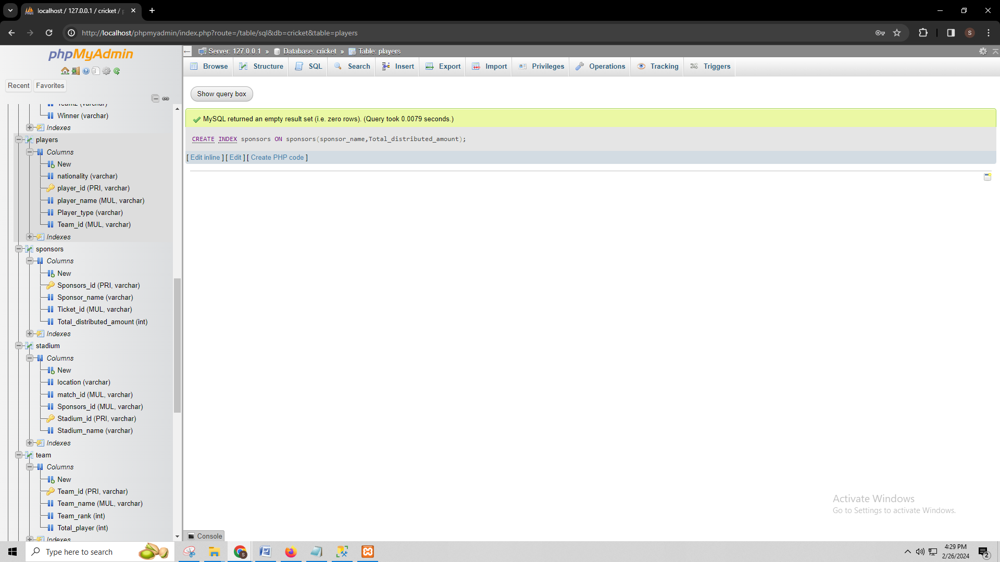 localhost / 127.0.0.1 / cricket / p
http://localhost/phpmyadmin/index.php?route=/table/sql&db=cricket&table=players
S
phpMyAdmin
Recent
Favorites
Team2 (varchar)
Winner (varchar)
Indexes
players
Columns
New
nationality (varchar)
player_id (PRI, varchar)
player_name (MUL, varchar)
Player_type (varchar)
Team_id (MUL, varchar)
Indexes
sponsors
Columns
New
Sponsors_id (PRI, varchar)
Sponsor_name (varchar)
Ticket_id (MUL, varchar)
Total_distributed_amount (int)
Indexes
stadium
Columns
New
location (varchar)
match_id (MUL, varchar)
Sponsors_id (MUL, varchar)
Stadium_id (PRI, varchar)
Stadium_name (varchar)
Indexes
team
Columns
New
Team_id (PRI, varchar)
Team_name (MUL, varchar)
Team_rank (int)
Total_player (int)
Indexes
Server: 127.0.0.1 » Database: cricket » Table: players
Browse Structure SQL Search Insert Export Import Privileges Operations Tracking Triggers
Show query box
MySQL returned an empty result set (i.e. zero rows). (Query took 0.0079 seconds.)
CREATE INDEX sponsors ON sponsors(sponsor_name,Total_distributed_amount);
[ Edit inline ] [ Edit ] [ Create PHP code ]
Activate Windows
Go to Settings to activate Windows.
Console
Type here to search
4:29 PM
2/26/2024
2